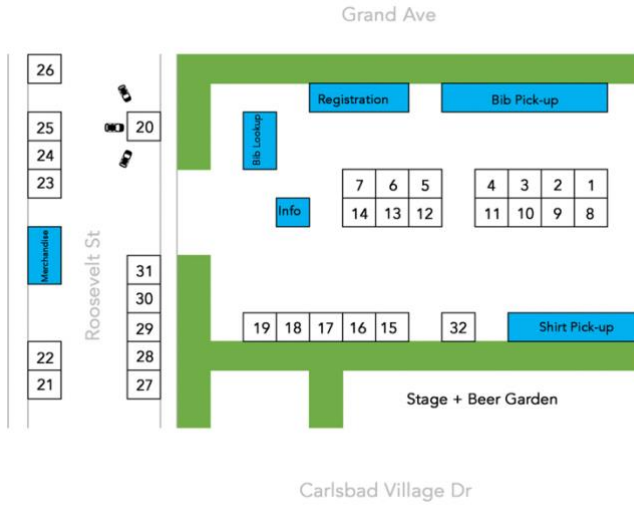 Grand Ave
26
Registration
Bib Pick-up
25
20
Bib Lookup
24
23
7 6 5
4 3 2 1
Info
14 13 12
11 10 9 8
Merchandise
Roosevelt St
31
30
29
19 18 17 16 15
32
Shirt Pick-up
22
28
21
27
Stage + Beer Garden
Carlsbad Village Dr